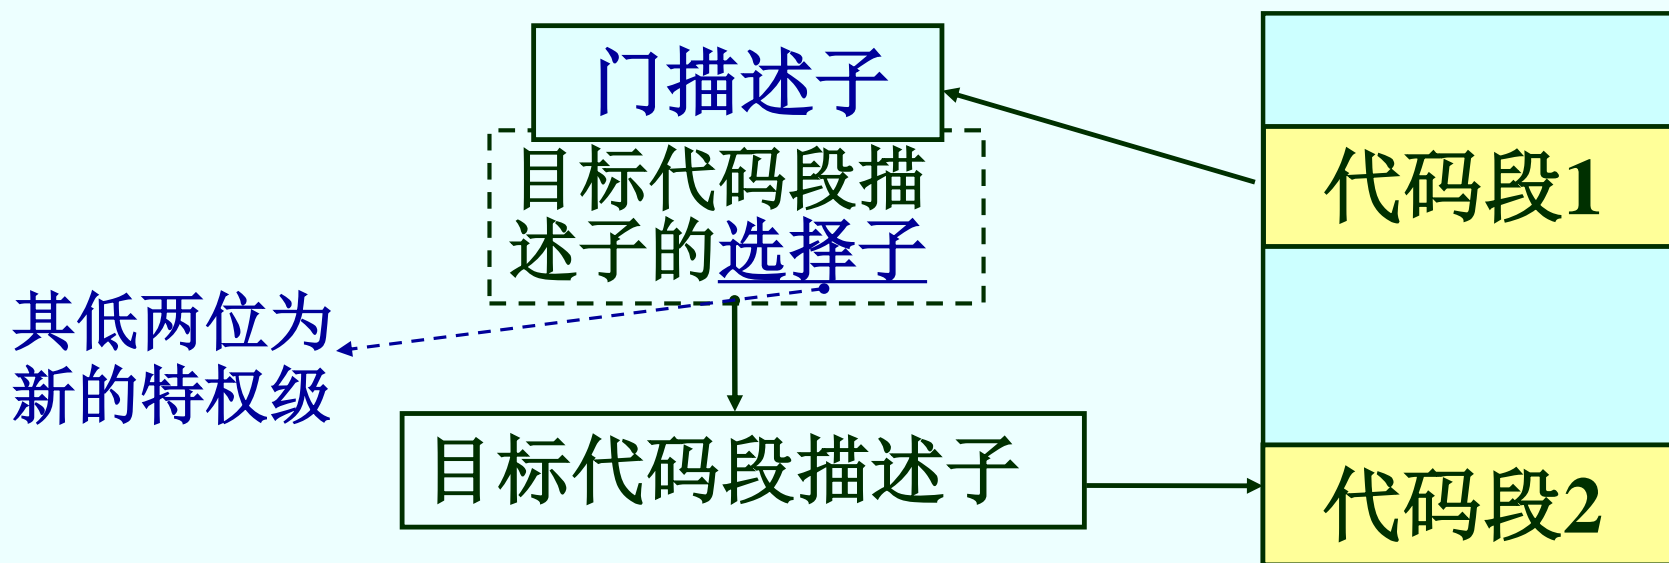 门描述子
目标代码段描
述子的选择子
代码段1
其低两位为
新的特权级
目标代码段描述子
代码段2